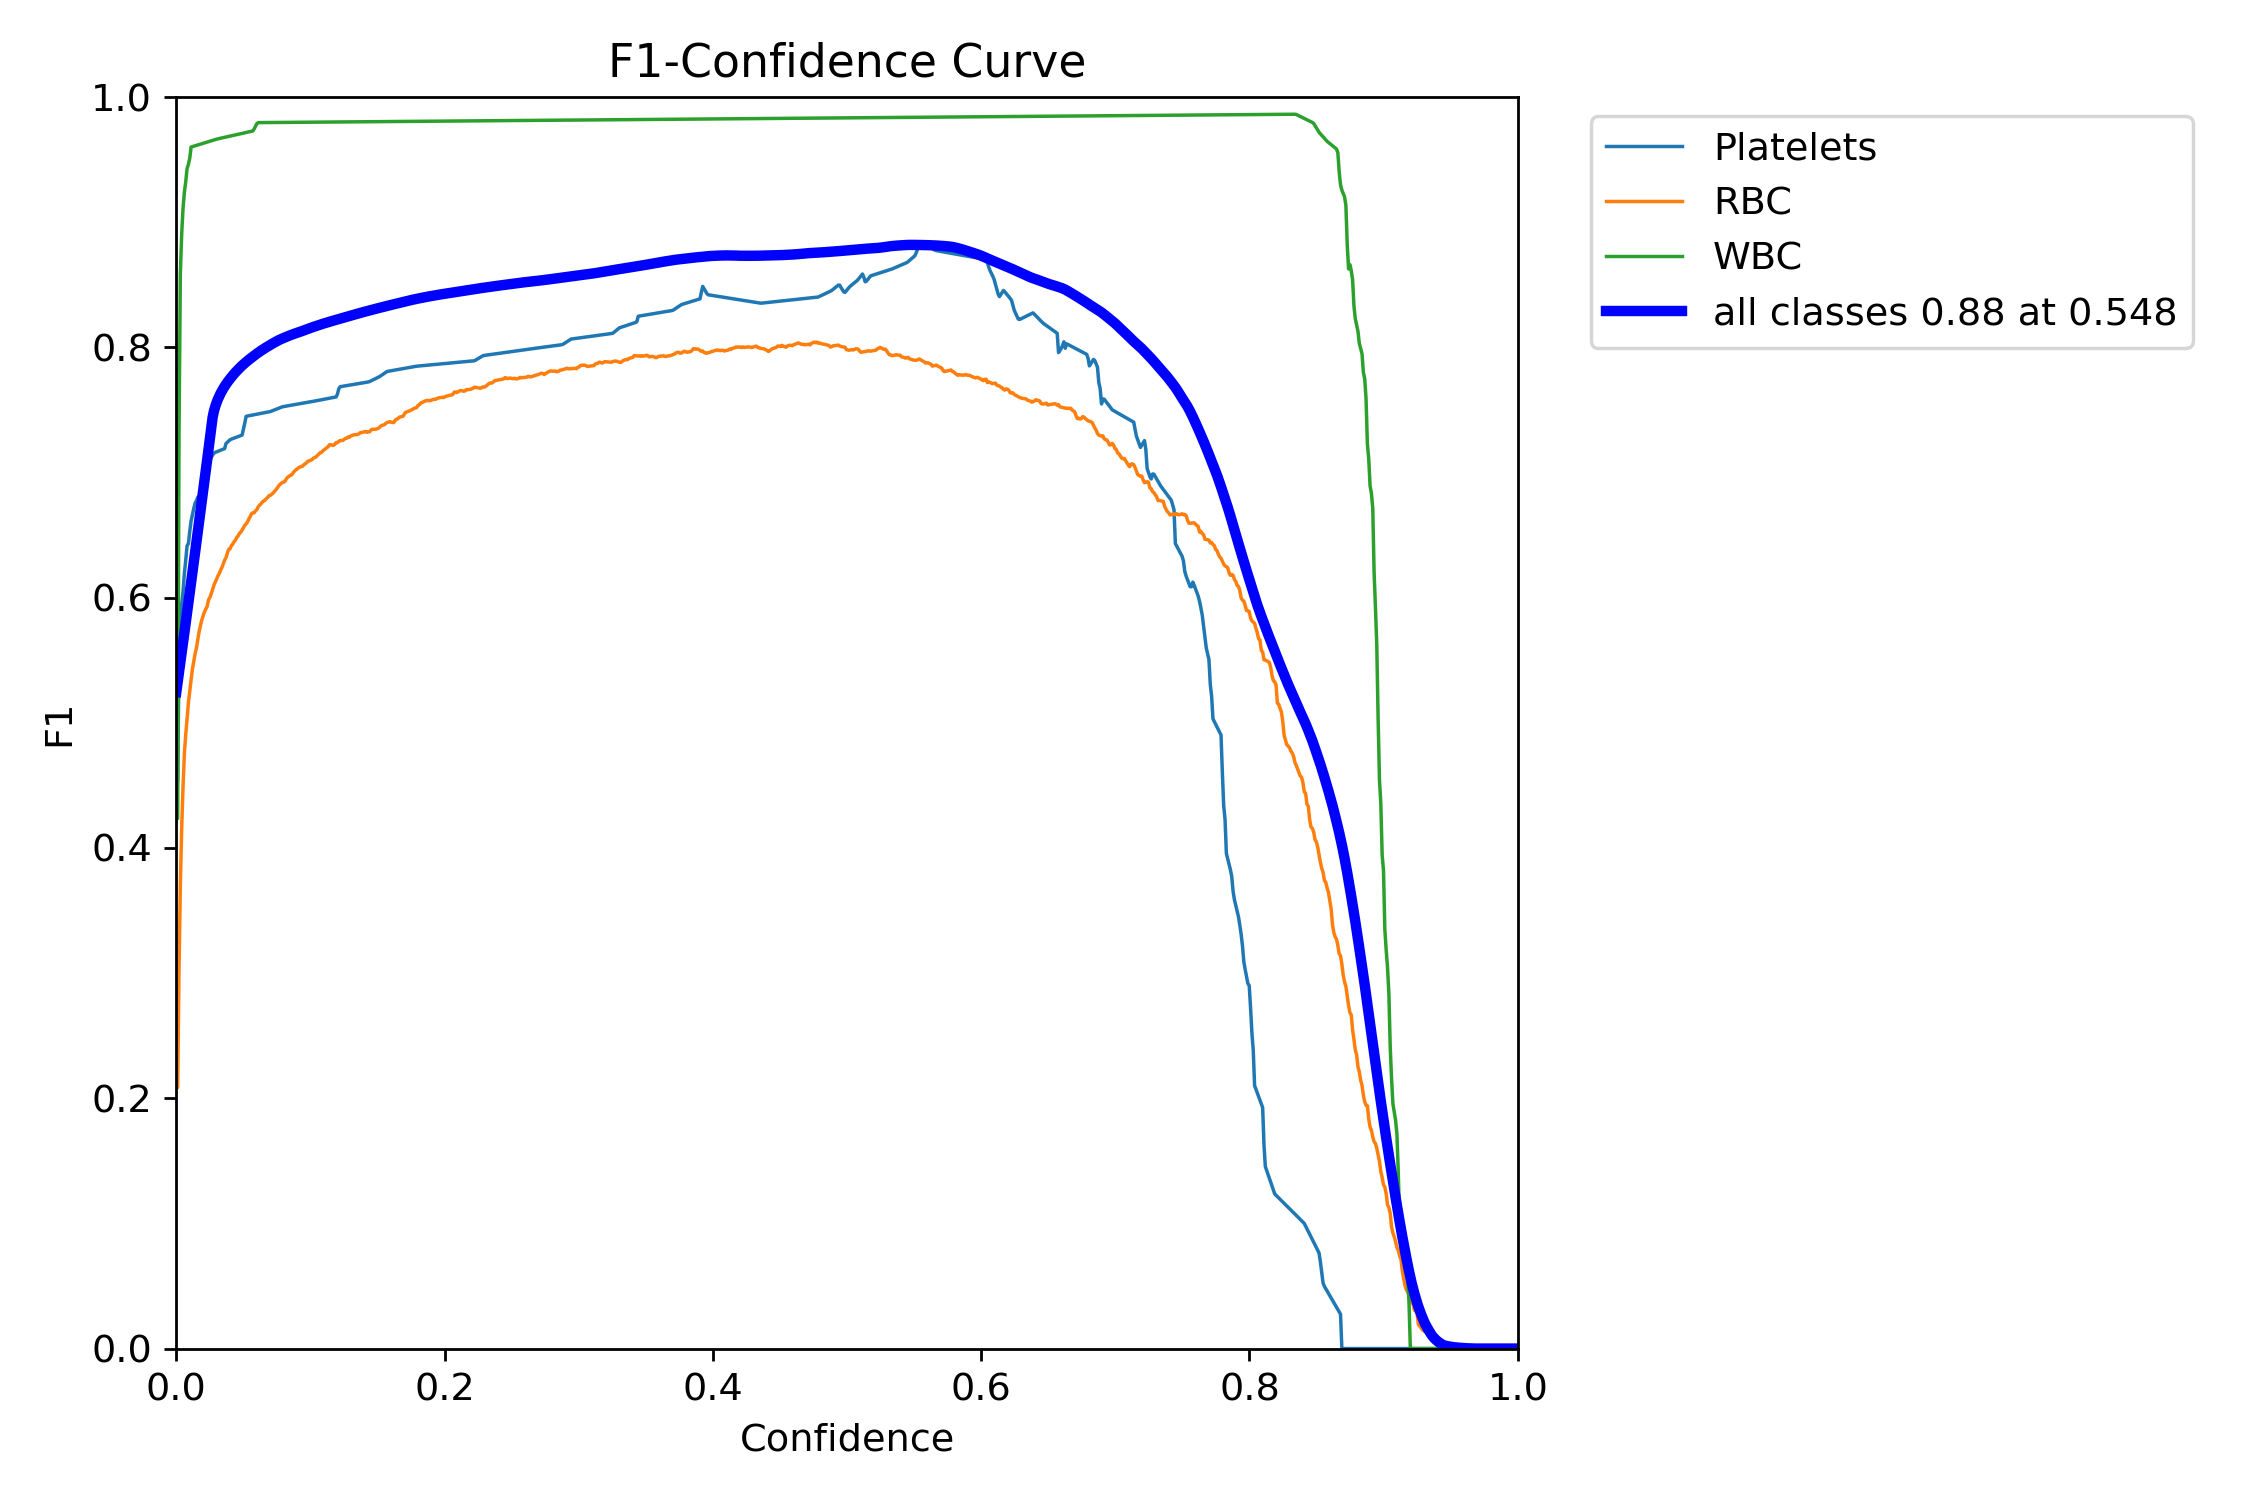 F1-Confidence Curve
1.0
0.8
0.6
0.4
0.2
0.0
F1
0.0 0.2 0.4 0.6 0.8 1.0
Confidence
Platelets
RBC
WBC
all classes 0.88 at 0.548